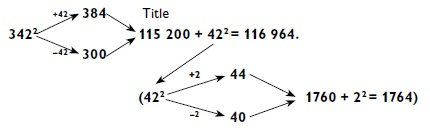 Title
+42 384
342² 115 200 + 42² = 116 964.
–42 300
+2 44
(42² 1760 + 2² = 1764)
–2 40